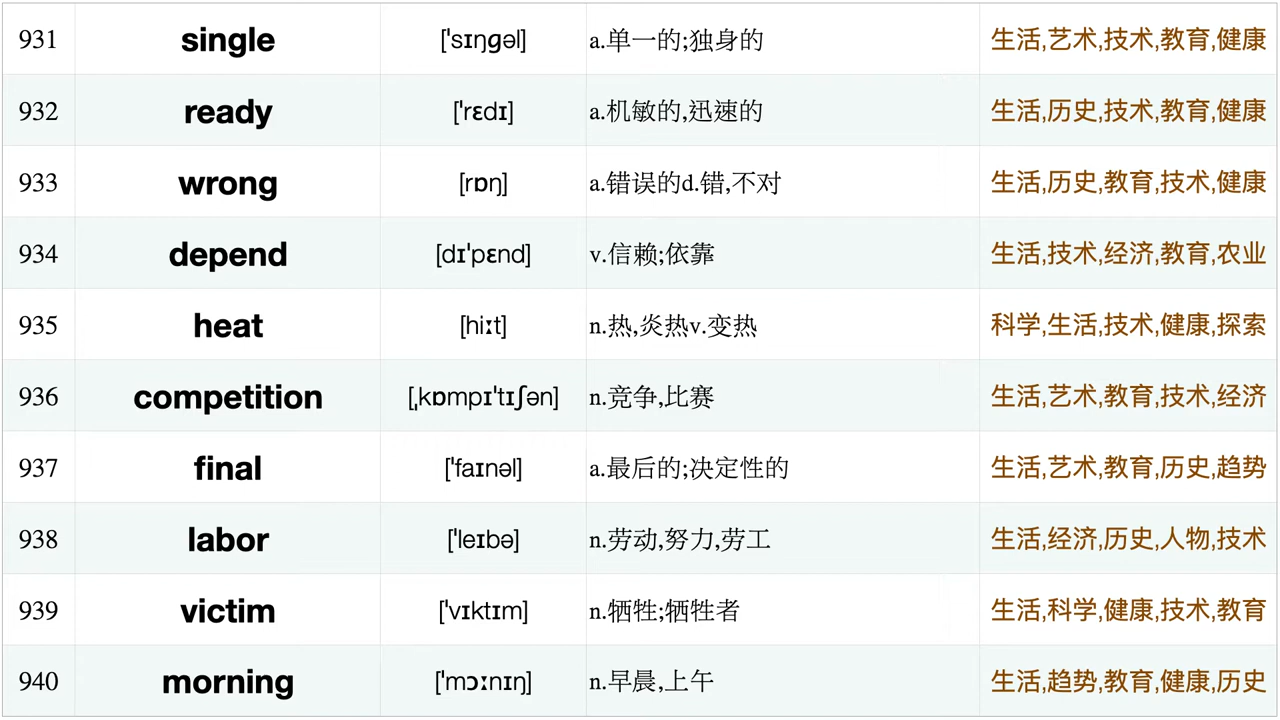 931 single [ˈsɪŋɡəl] a.单一的;独身的 生活,艺术,技术,教育,健康
932 ready [ˈrɛdɪ] a.机敏的,迅速的 生活,历史,技术,教育,健康
933 wrong [rɒŋ] a.错误的d.错,不对 生活,历史,教育,技术,健康
934 depend [dɪˈpɛnd] v.信赖;依靠 生活,技术,经济,教育,农业
935 heat [hiːt] n.热,炎热v.变热 科学,生活,技术,健康,探索
936 competition [ˌkɒmpɪˈtɪʃən] n.竞争,比赛 生活,艺术,教育,技术,经济
937 final [ˈfaɪnəl] a.最后的;决定性的 生活,艺术,教育,历史,趋势
938 labor [ˈleɪbə] n.劳动,努力,劳工 生活,经济,历史,人物,技术
939 victim [ˈvɪktɪm] n.牺牲;牺牲者 生活,科学,健康,技术,教育
940 morning [ˈmɔːnɪŋ] n.早晨,上午 生活,趋势,教育,健康,历史